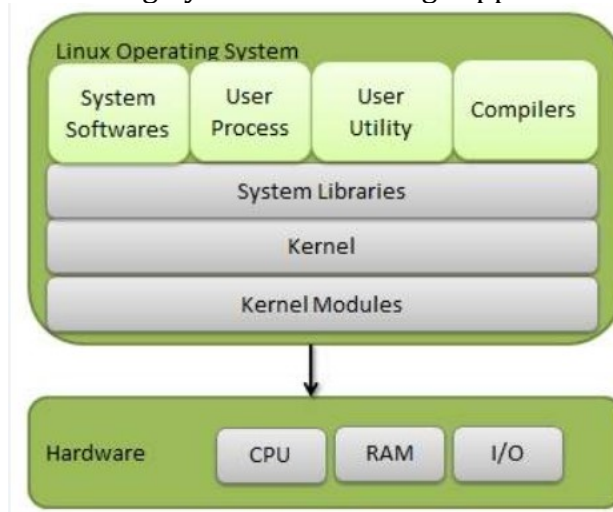 Linux Operating System
System
Softwares
User
Process
User
Utility
Compilers
System Libraries
Kernel
Kernel Modules
Hardware
CPU
RAM
I/O